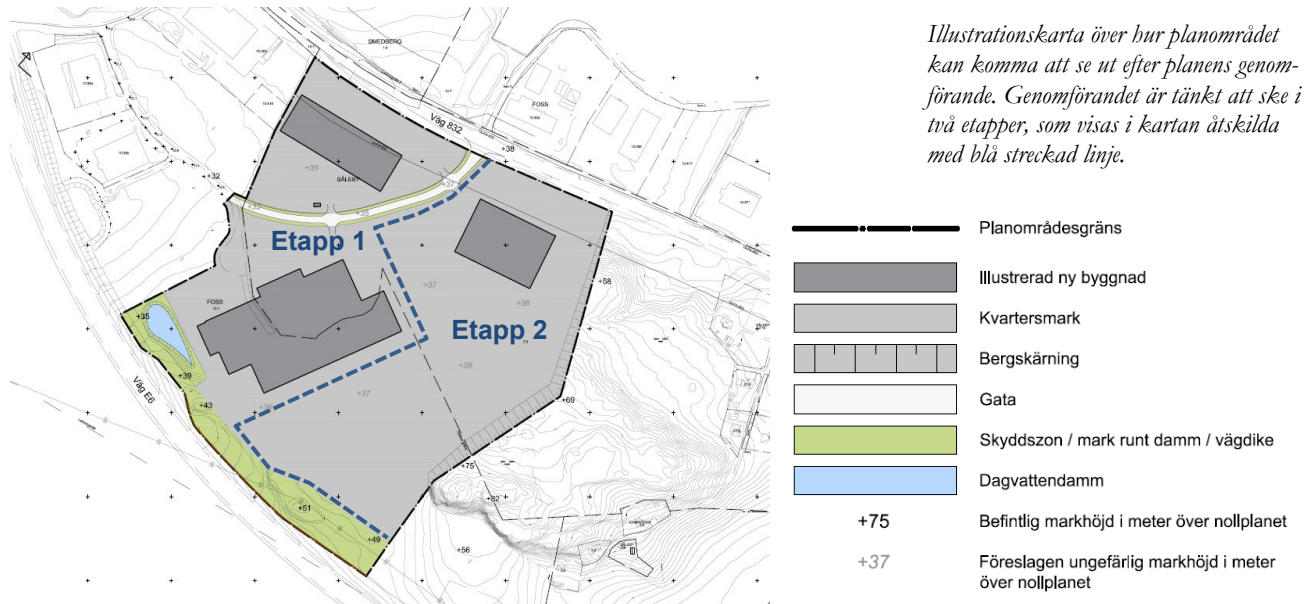 Illustrationskarta över hur planområdet
kan komma att se ut efter planens genom-
förande. Genomförandet är tänkt att ske i
två etapper, som visas i kartan åtskilda
med blå streckad linje.
SMEDBERG
Väg 832
FOSS
+38
+32
+35
SÅLEBY
+37
+35
Etapp 1
+58
+37
+38
FOSS
+35
Etapp 2
+39
+38
Väg E6
+37
+43
+69
+75
+82
+51
+49
+56
Planområdesgräns
Illustrerad ny byggnad
Kvartersmark
Bergskärning
Gata
Skyddszon / mark runt damm / vägdike
Dagvattendamm
+75 Befintlig markhöjd i meter över nollplanet
+37 Föreslagen ungefärlig markhöjd i meter
över nollplanet